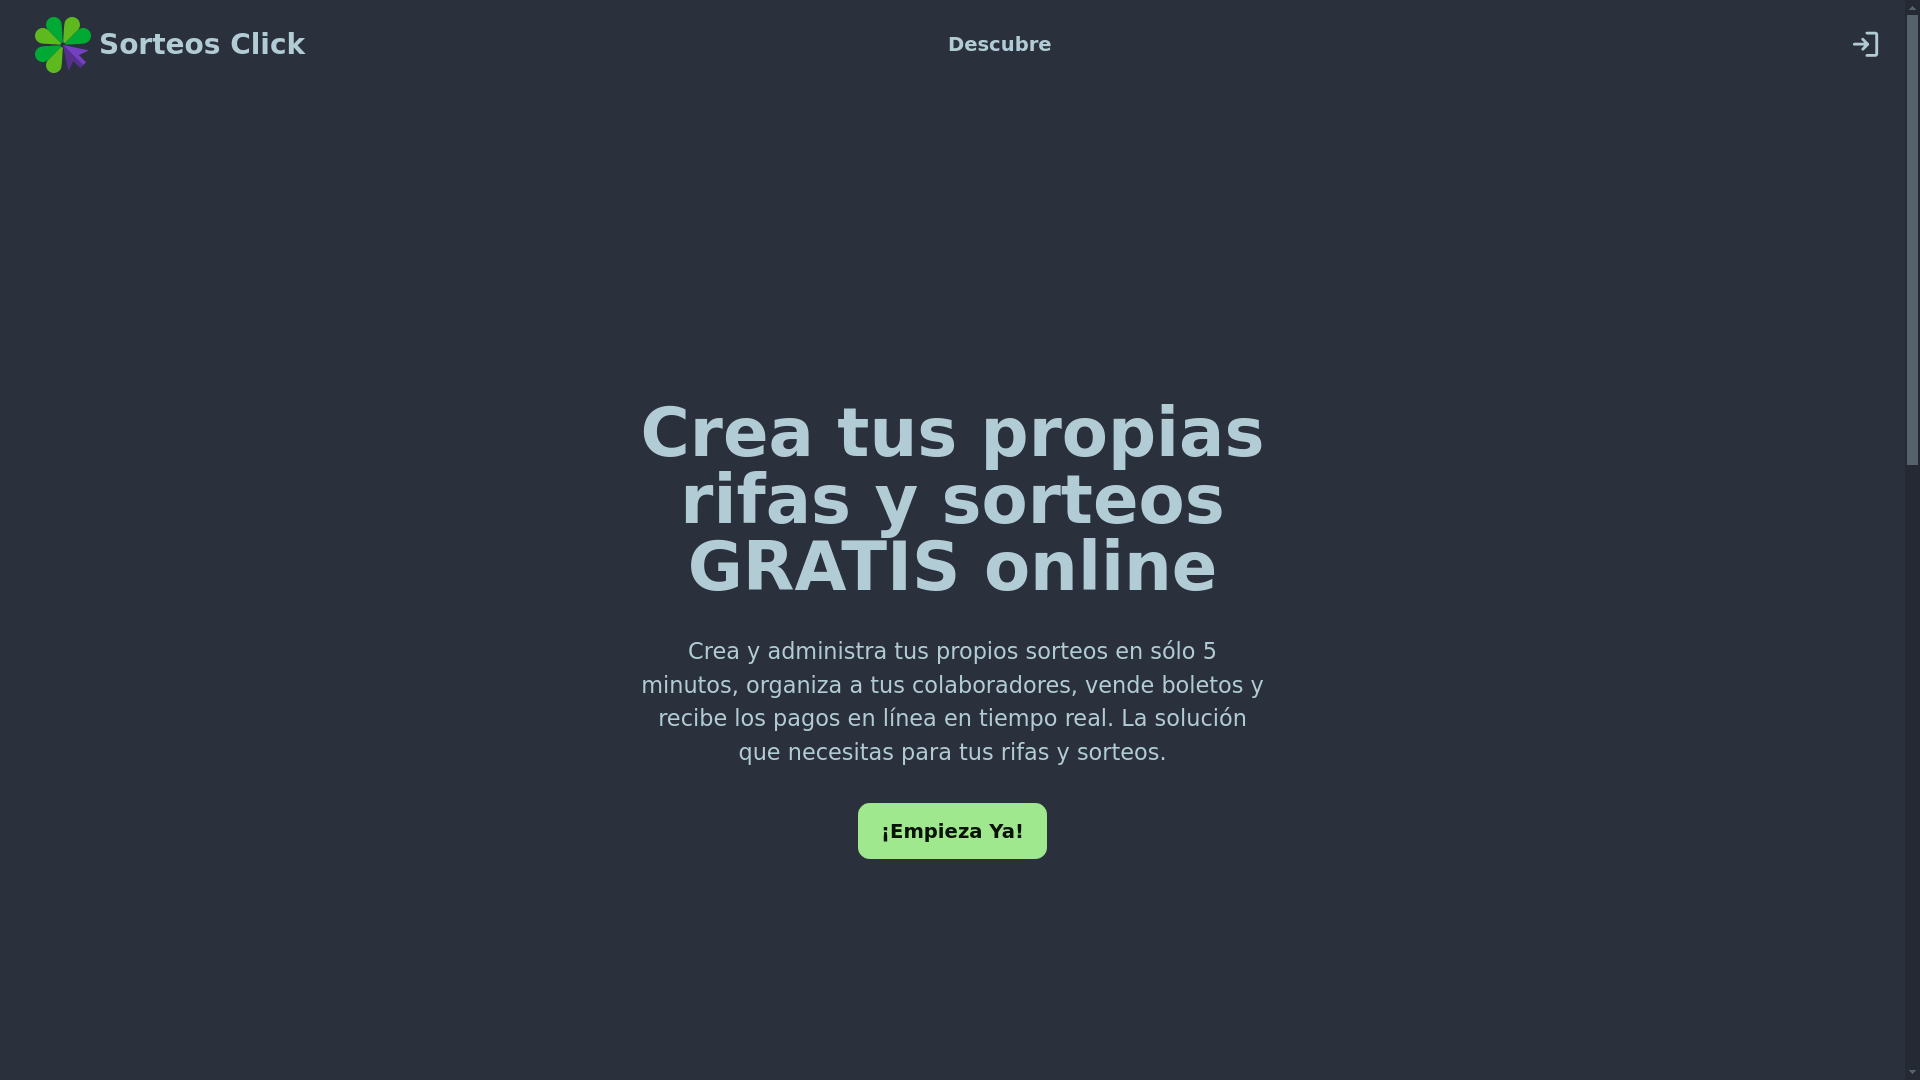 Sorteos Click
Descubre
Crea tus propias
rifas y sorteos
GRATIS online
Crea y administra tus propios sorteos en sólo 5
minutos, organiza a tus colaboradores, vende boletos y
recibe los pagos en línea en tiempo real. La solución
que necesitas para tus rifas y sorteos.
¡Empieza Ya!